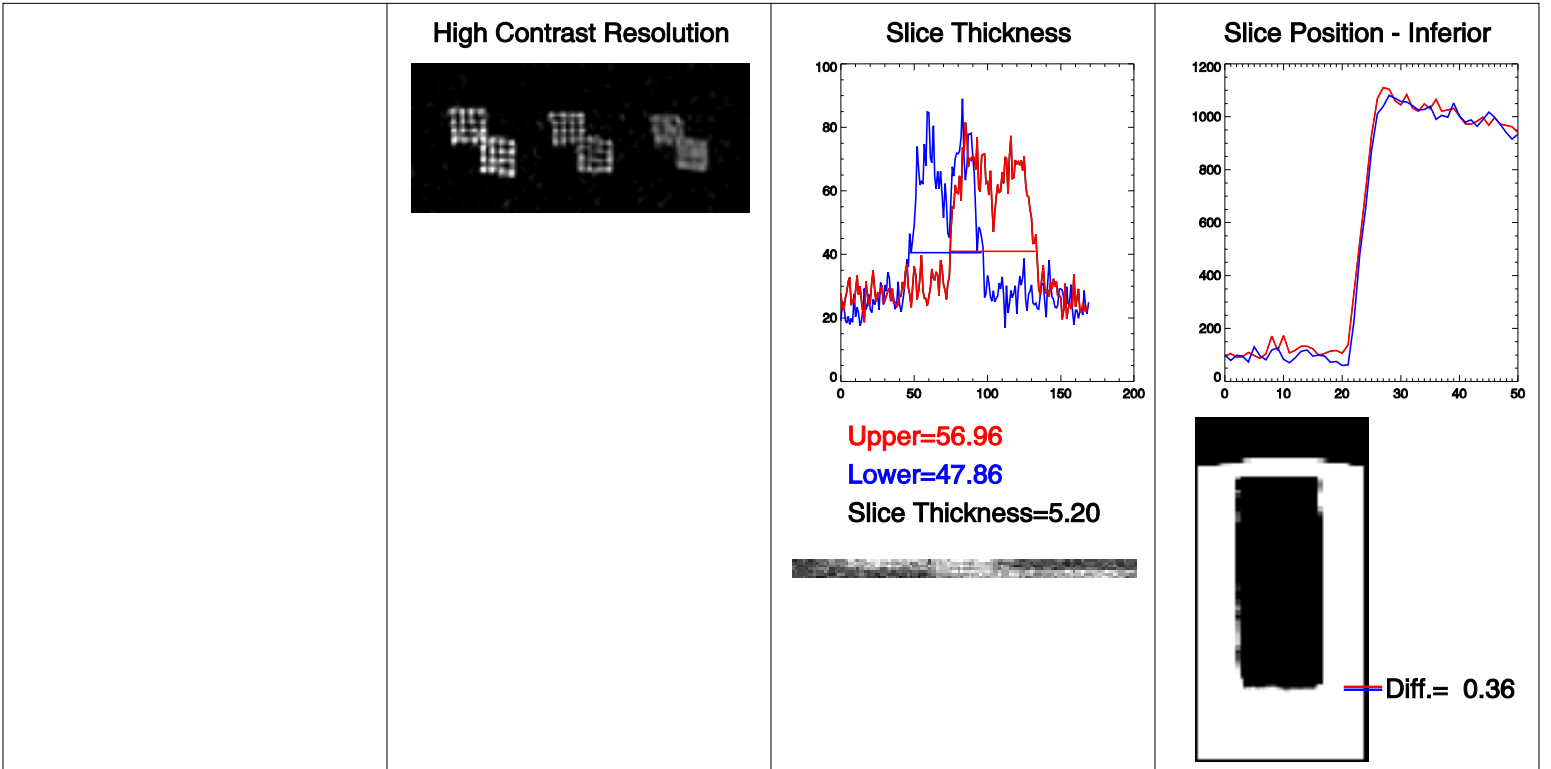 High Contrast Resolution
Slice Thickness
100
80
60
40
20
0
0 50 100 150 200
Upper=56.96
Lower=47.86
Slice Thickness=5.20
Slice Position - Inferior
1200
1000
800
600
400
200
0
0 10 20 30 40 50
Diff.= 0.36